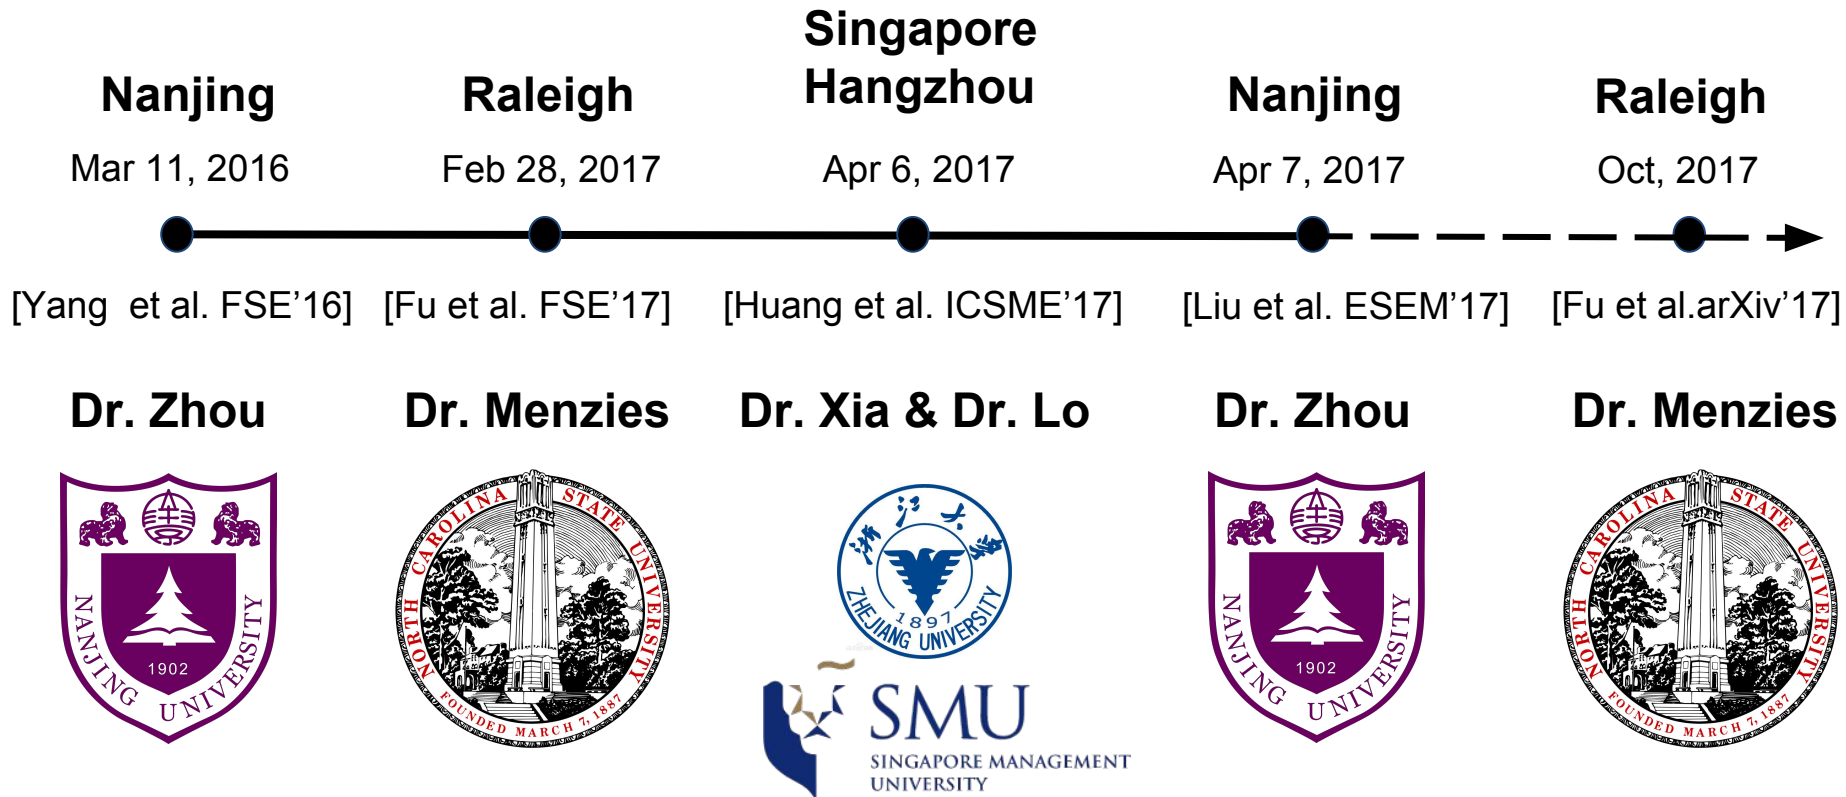 Singapore
Hangzhou
Nanjing
Raleigh
Nanjing
Raleigh
Mar 11, 2016
Feb 28, 2017
Apr 6, 2017
Apr 7, 2017
Oct, 2017
[Yang et al. FSE’16]
[Fu et al. FSE’17]
[Huang et al. ICSME’17]
[Liu et al. ESEM’17]
[Fu et al.arXiv’17]
Dr. Zhou
Dr. Menzies
Dr. Xia & Dr. Lo
Dr. Zhou
Dr. Menzies
1902
NANJING UNIVERSITY
NORTH CAROLINA STATE UNIVERSITY
FOUNDED MARCH 7, 1887
浙江大学
1897
ZHEJIANG UNIVERSITY
SMU
SINGAPORE MANAGEMENT
UNIVERSITY
1902
NANJING UNIVERSITY
NORTH CAROLINA STATE UNIVERSITY
FOUNDED MARCH 7, 1887